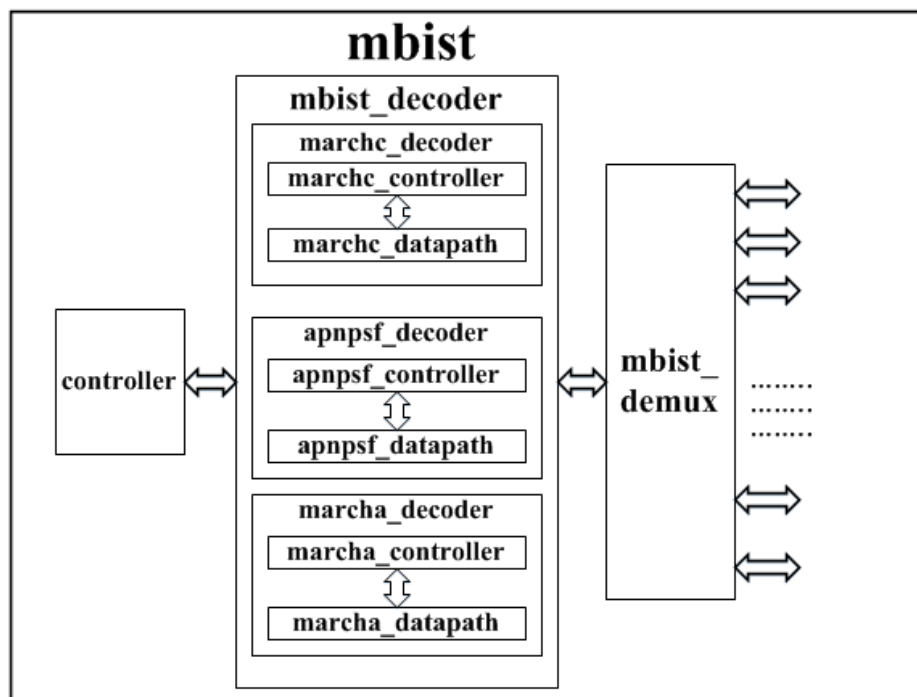 mbist
mbist_decoder
marchc_decoder
marchc_controller
marchc_datapath
apnpsf_decoder
apnpsf_controller
apnpsf_datapath
marcha_decoder
marcha_controller
marcha_datapath
controller
mbist_
demux
........
........
........